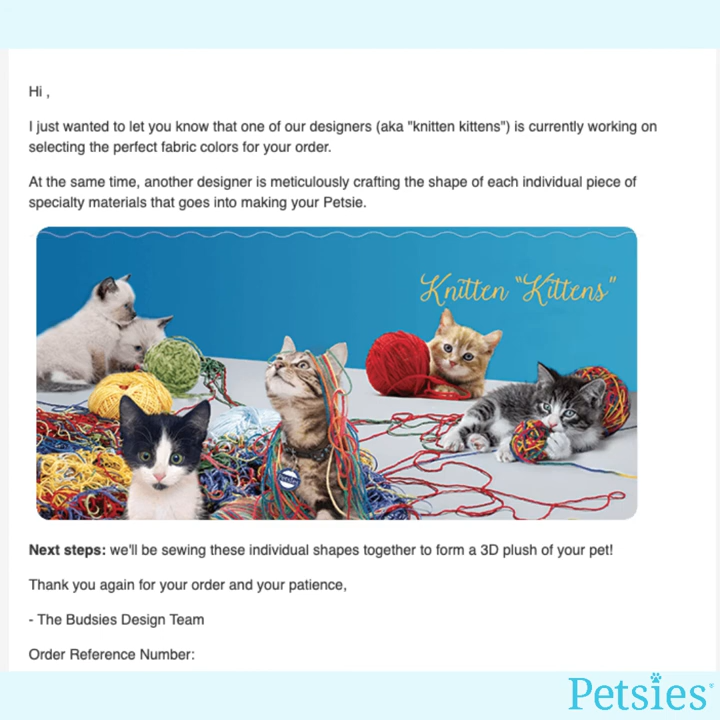 Hi ,
I just wanted to let you know that one of our designers (aka "knitten kittens") is currently working on
selecting the perfect fabric colors for your order.
At the same time, another designer is meticulously crafting the shape of each individual piece of
specialty materials that goes into making your Petsie.
Knitten "Kittens"
Next steps: we'll be sewing these individual shapes together to form a 3D plush of your pet!
Thank you again for your order and your patience,
- The Budsies Design Team
Order Reference Number:
Petsies®